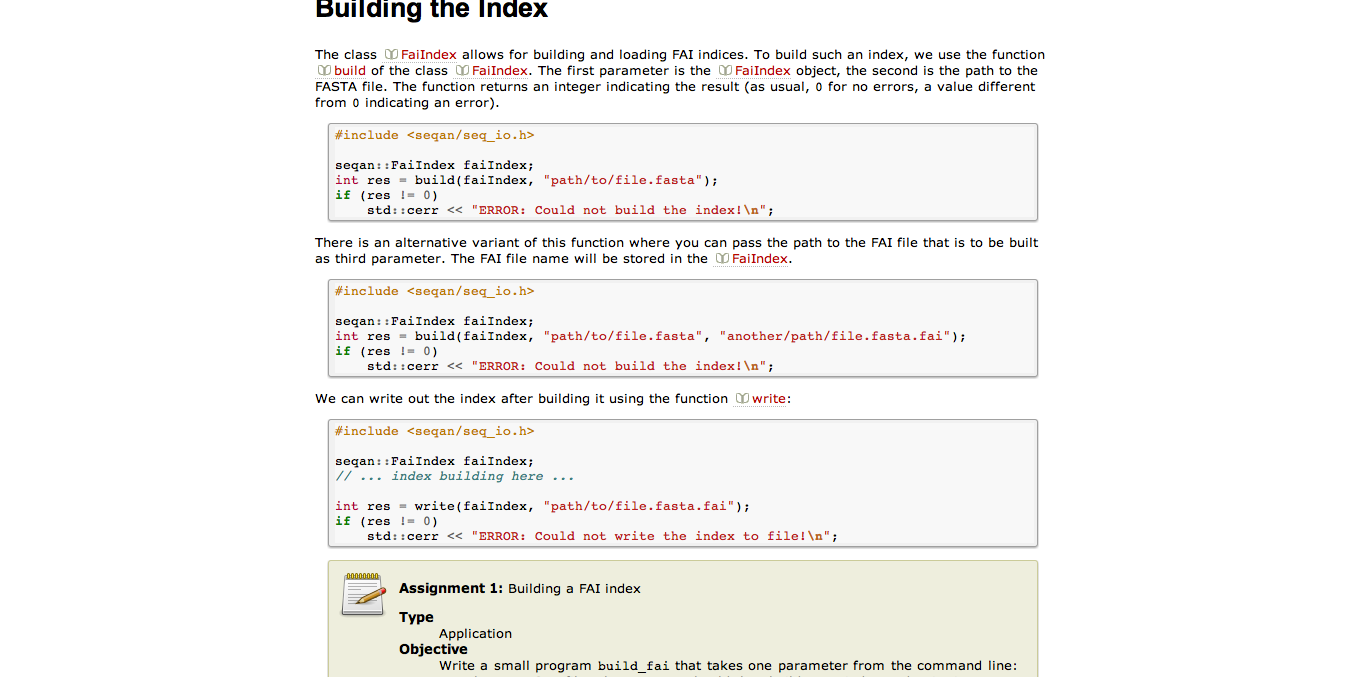 Building the Index
The class FaiIndex allows for building and loading FAI indices. To build such an index, we use the function
build of the class FaiIndex. The first parameter is the FaiIndex object, the second is the path to the
FASTA file. The function returns an integer indicating the result (as usual, 0 for no errors, a value different
from 0 indicating an error).
#include <seqan/seq_io.h>
seqan::FaiIndex faiIndex;
int res = build(faiIndex, "path/to/file.fasta");
if (res != 0)
    std::cerr << "ERROR: Could not build the index!\n";
There is an alternative variant of this function where you can pass the path to the FAI file that is to be built
as third parameter. The FAI file name will be stored in the FaiIndex.
#include <seqan/seq_io.h>
seqan::FaiIndex faiIndex;
int res = build(faiIndex, "path/to/file.fasta", "another/path/file.fasta.fai");
if (res != 0)
    std::cerr << "ERROR: Could not build the index!\n";
We can write out the index after building it using the function write:
#include <seqan/seq_io.h>
seqan::FaiIndex faiIndex;
// ... index building here ...
int res = write(faiIndex, "path/to/file.fasta.fai");
if (res != 0)
    std::cerr << "ERROR: Could not write the index to file!\n";
Assignment 1: Building a FAI index
Type
Application
Objective
Write a small program build_fai that takes one parameter from the command line: